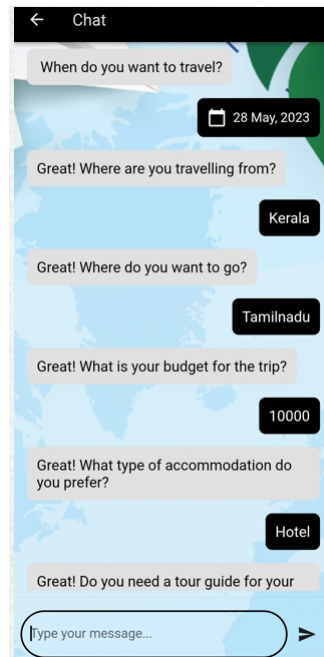 Chat
When do you want to travel?
28 May, 2023
Great! Where are you travelling from?
Kerala
Great! Where do you want to go?
Tamilnadu
Great! What is your budget for the trip?
10000
Great! What type of accommodation do
you prefer?
Hotel
Great! Do you need a tour guide for your
Type your message...